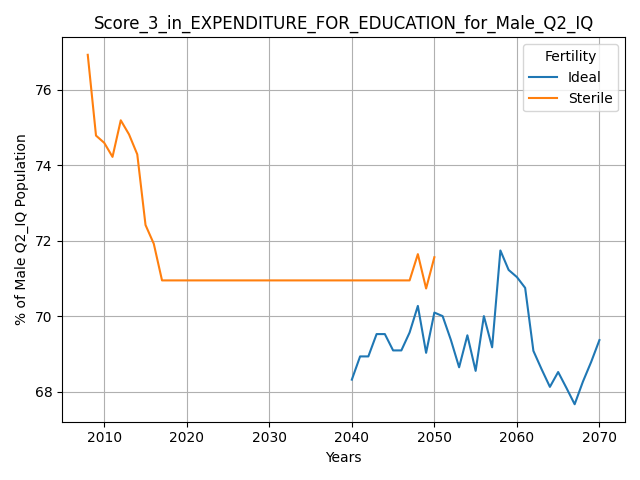 Score_3_in_EXPENDITURE_FOR_EDUCATION_for_Male_Q2_IQ
Fertility
Ideal
Sterile
% of Male Q2_IQ Population
76
74
72
70
68
2010
2020
2030
2040
2050
2060
2070
Years